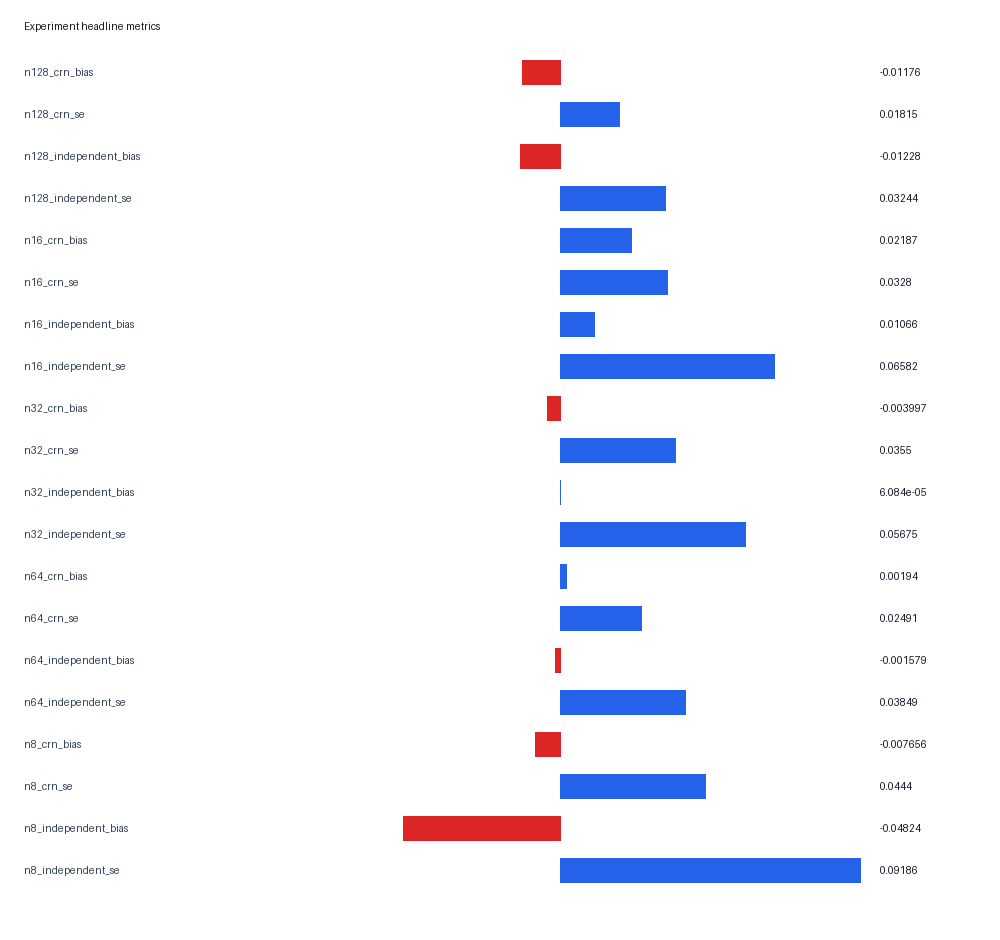 Experiment headline metrics
n128_crn_bias -0.01176
n128_crn_se 0.01815
n128_independent_bias -0.01228
n128_independent_se 0.03244
n16_crn_bias 0.02187
n16_crn_se 0.0328
n16_independent_bias 0.01066
n16_independent_se 0.06582
n32_crn_bias -0.003997
n32_crn_se 0.0355
n32_independent_bias 6.084e-05
n32_independent_se 0.05675
n64_crn_bias 0.00194
n64_crn_se 0.02491
n64_independent_bias -0.001579
n64_independent_se 0.03849
n8_crn_bias -0.007656
n8_crn_se 0.0444
n8_independent_bias -0.04824
n8_independent_se 0.09186